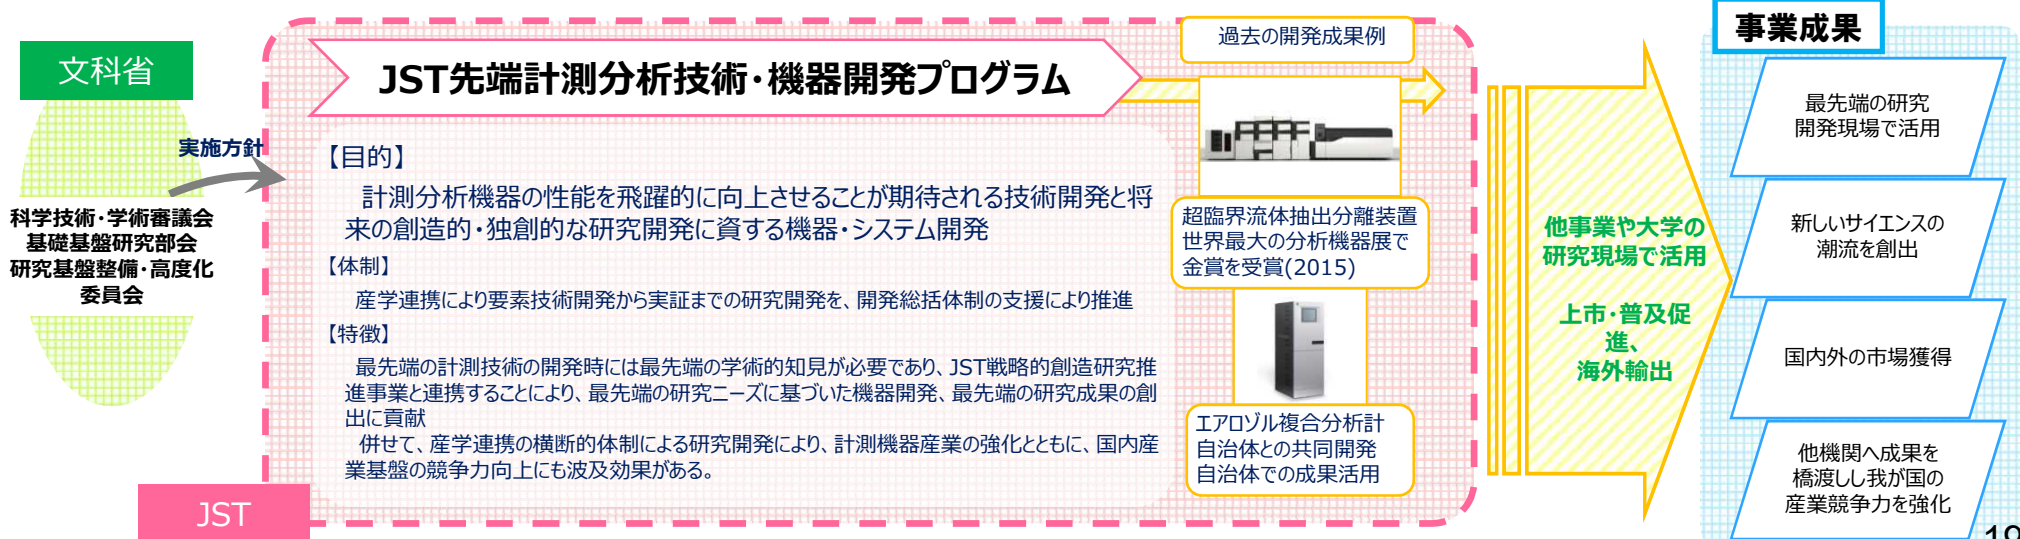 文科省
実施方針
科学技術・学術審議会
基礎基盤研究部会
研究基盤整備・高度化
委員会
JST先端計測分析技術・機器開発プログラム
【目的】
計測分析機器の性能を飛躍的に向上させることが期待される技術開発と将
来の創造的・独創的な研究開発に資する機器・システム開発
【体制】
産学連携により要素技術開発から実証までの研究開発を、開発総括体制の支援により推進
【特徴】
最先端の計測技術の開発時には最先端の学術的知見が必要であり、JST戦略的創造研究推
進事業と連携することにより、最先端の研究ニーズに基づいた機器開発、最先端の研究成果の創
出に貢献
併せて、産学連携の横断的体制による研究開発により、計測機器産業の強化とともに、国内産
業基盤の競争力向上にも波及効果がある。
JST
過去の開発成果例
超臨界流体抽出分離装置
世界最大の分析機器展で
金賞を受賞(2015)
エアロゾル複合分析計
自治体との共同開発
自治体での成果活用
他事業や大学の
研究現場で活用
上市・普及促
進、
海外輸出
事業成果
最先端の研究
開発現場で活用
新しいサイエンスの
潮流を創出
国内外の市場獲得
他機関へ成果を
橋渡しし我が国の
産業競争力を強化